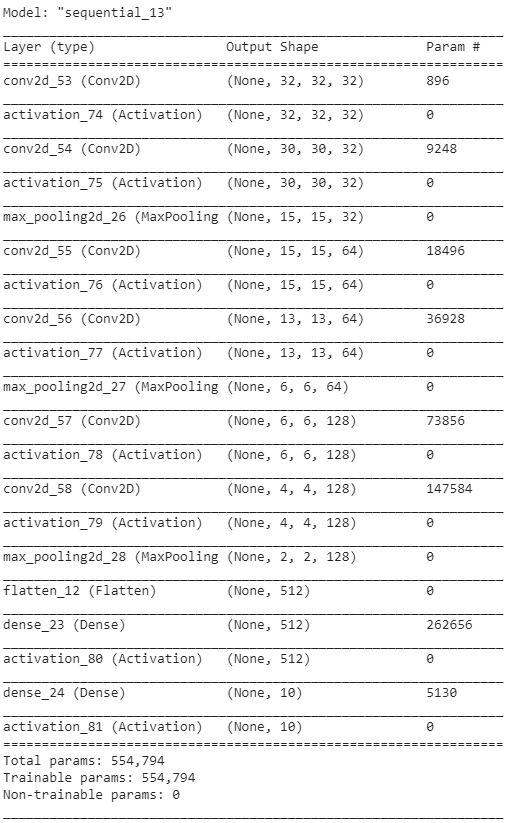 Model: "sequential_13"
Layer (type) Output Shape Param #
conv2d_53 (Conv2D) (None, 32, 32, 32) 896
activation_74 (Activation) (None, 32, 32, 32) 0
conv2d_54 (Conv2D) (None, 30, 30, 32) 9248
activation_75 (Activation) (None, 30, 30, 32) 0
max_pooling2d_26 (MaxPooling (None, 15, 15, 32) 0
conv2d_55 (Conv2D) (None, 15, 15, 64) 18496
activation_76 (Activation) (None, 15, 15, 64) 0
conv2d_56 (Conv2D) (None, 13, 13, 64) 36928
activation_77 (Activation) (None, 13, 13, 64) 0
max_pooling2d_27 (MaxPooling (None, 6, 6, 64) 0
conv2d_57 (Conv2D) (None, 6, 6, 128) 73856
activation_78 (Activation) (None, 6, 6, 128) 0
conv2d_58 (Conv2D) (None, 4, 4, 128) 147584
activation_79 (Activation) (None, 4, 4, 128) 0
max_pooling2d_28 (MaxPooling (None, 2, 2, 128) 0
flatten_12 (Flatten) (None, 512) 0
dense_23 (Dense) (None, 512) 262656
activation_80 (Activation) (None, 512) 0
dense_24 (Dense) (None, 10) 5130
activation_81 (Activation) (None, 10) 0
Total params: 554,794
Trainable params: 554,794
Non-trainable params: 0